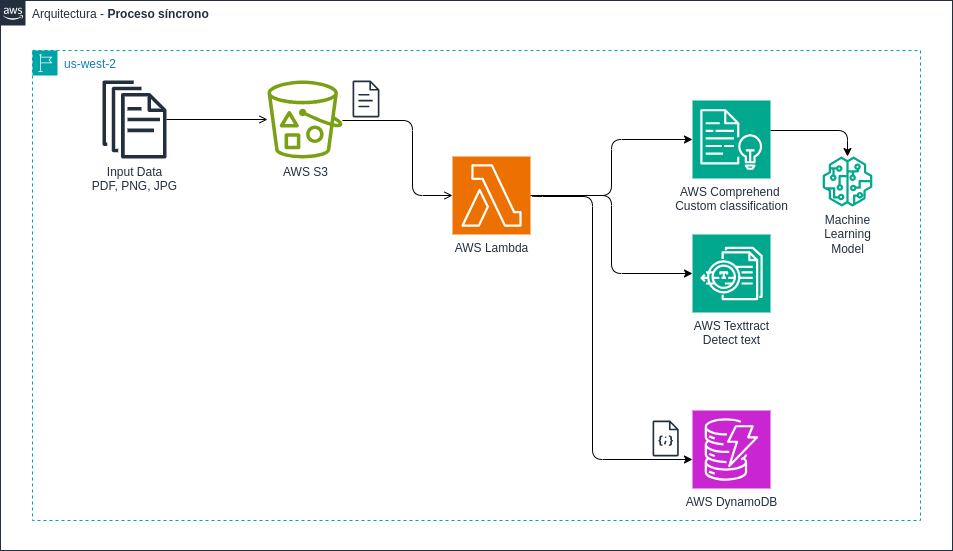 aws
Arquitectura - Proceso síncrono
us-west-2
Input Data
PDF, PNG, JPG
AWS S3
AWS Lambda
AWS Comprehend
Custom classification
Machine
Learning
Model
AWS Texttract
Detect text
{;}
AWS DynamoDB